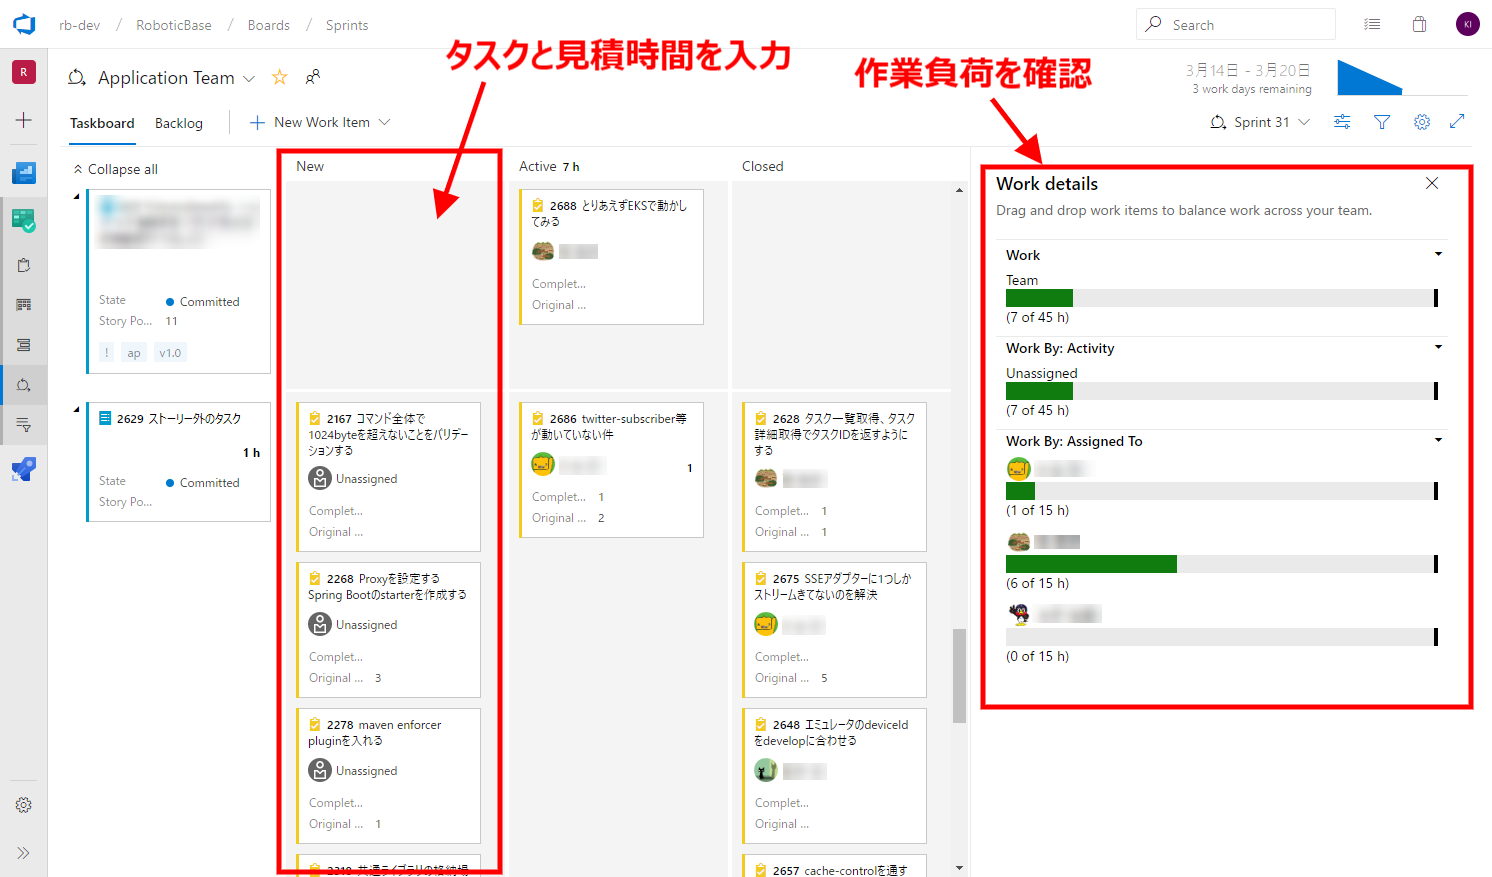 rb-dev / RoboticBase / Boards / Sprints
Search
KI
タスクと見積時間を入力
作業負荷を確認
R
Application Team
3月14日 - 3月20日
3 work days remaining
Taskboard
Backlog
New Work Item
Sprint 31
Collapse all
New
Active 7 h
Closed
State
Committed
Story Po...
11
!
ap
v1.0
2688 とりあえずEKSで動かし
てみる
Complet...
Original ...
2629 ストーリー外のタスク
1 h
State
Committed
Story Po...
2167 コマンド全体で
1024byteを超えないことをバリデー
ションする
Unassigned
Complet...
Original ...
2268 Proxyを設定する
Spring Bootのstarterを作成する
Unassigned
Complet...
Original ... 3
2278 maven enforcer
pluginを入れる
Unassigned
Complet...
Original ... 1
2686 twitter-subscriber等
が動いていない件
1
Complet... 1
Original ... 2
2628 タスク一覧取得、タスク
詳細取得でタスクIDを返すように
する
Complet... 1
Original ... 1
2675 SSEアダプターに1つしか
ストリームきてないのを解決
Complet...
Original ... 5
2648 エミュレータのdeviceId
をdevelopに合わせる
Complet...
Original ...
2657 cache-controlを通す
Work details
Drag and drop work items to balance work across your team.
Work
Team
(7 of 45 h)
Work By: Activity
Unassigned
(7 of 45 h)
Work By: Assigned To
(1 of 15 h)
(6 of 15 h)
(0 of 15 h)